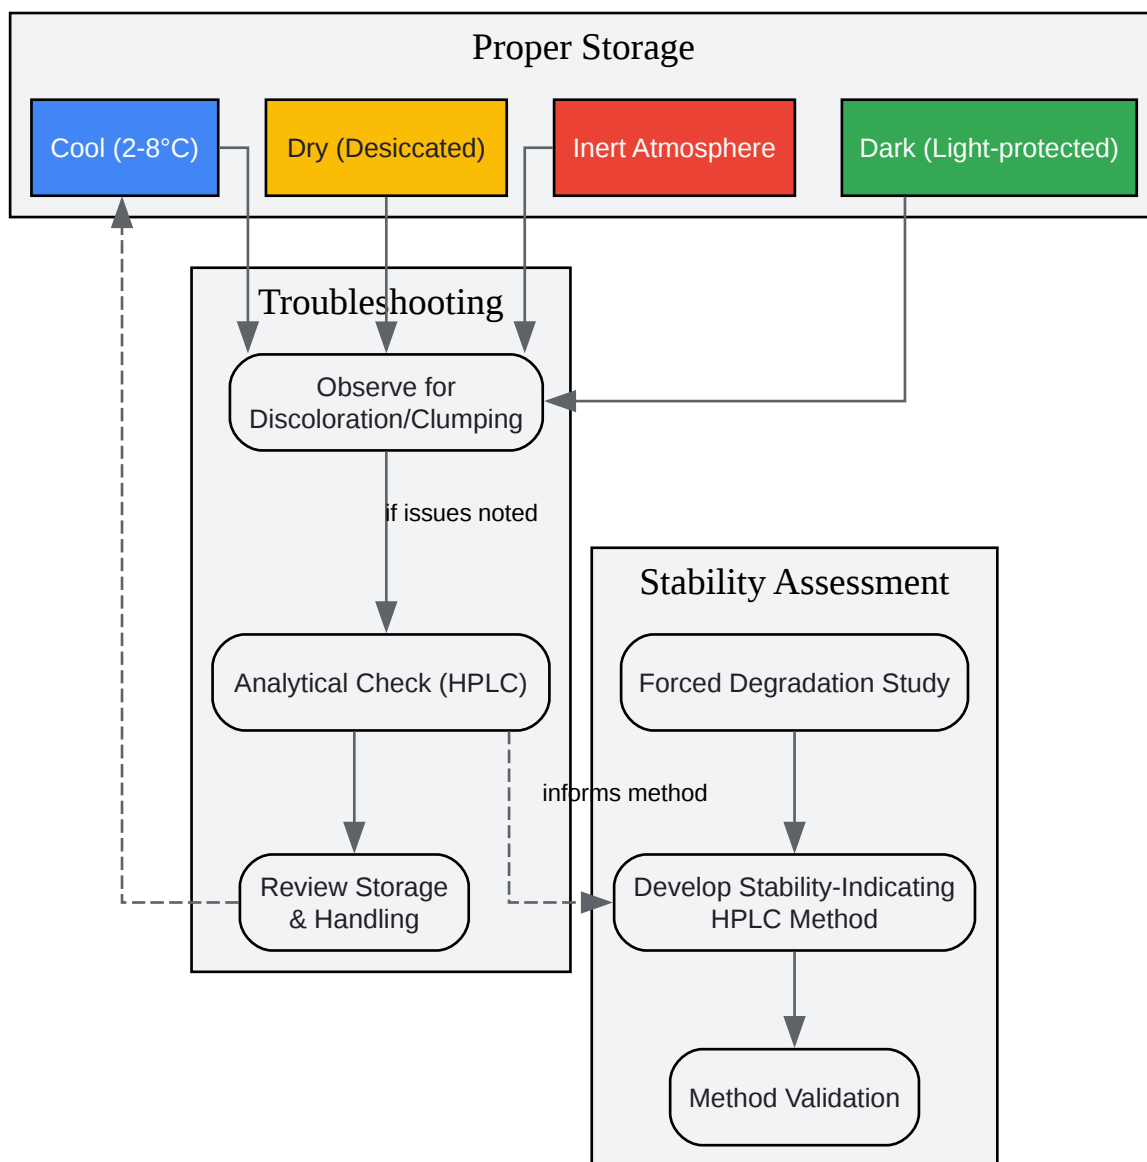 Proper Storage
Cool (2-8°C)
Dry (Desiccated)
Inert Atmosphere
Dark (Light-protected)
Troubleshooting
Observe for
Discoloration/Clumping
if issues noted
Stability Assessment
Analytical Check (HPLC)
Forced Degradation Study
informs method
Review Storage
& Handling
Develop Stability-Indicating
HPLC Method
Method Validation